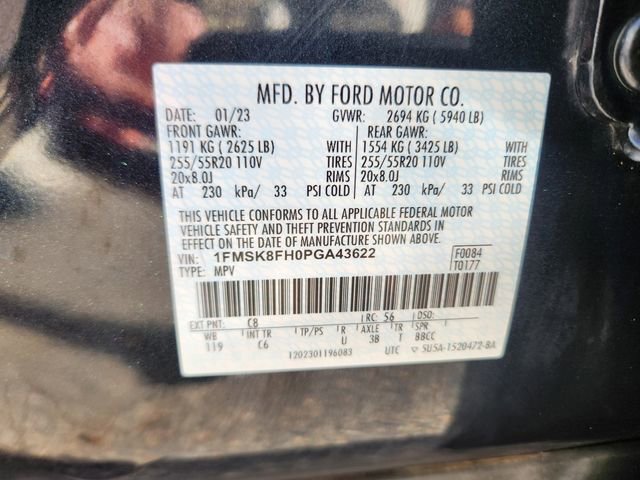 MFD. BY FORD MOTOR CO.
DATE: 01/23 GVWR: 2694 KG ( 5940 LB)
FRONT GAWR: REAR GAWR:
1191 KG ( 2625 LB) WITH 1554 KG ( 3425 LB) WITH
255/55R20 110V TIRES 255/55R20 110V TIRES
20x8.0J RIMS 20x8.0J RIMS
AT 230 kPa/ 33 PSI COLD AT 230 kPa/ 33 PSI COLD
THIS VEHICLE CONFORMS TO ALL APPLICABLE FEDERAL MOTOR
VEHICLE SAFETY AND THEFT PREVENTION STANDARDS IN
EFFECT ON THE DATE OF MANUFACTURE SHOWN ABOVE.
VIN: 1FMSK8FH0PGA43622 F0084
TYPE: MPV T0177
EXT PNT: C8 RC: 56 DSO:
WB INT TR TP/PS R AXLE TR SPR
119 C6 U 3B T BBCC
1202301196083 UTC 5U5A-1520472-BA